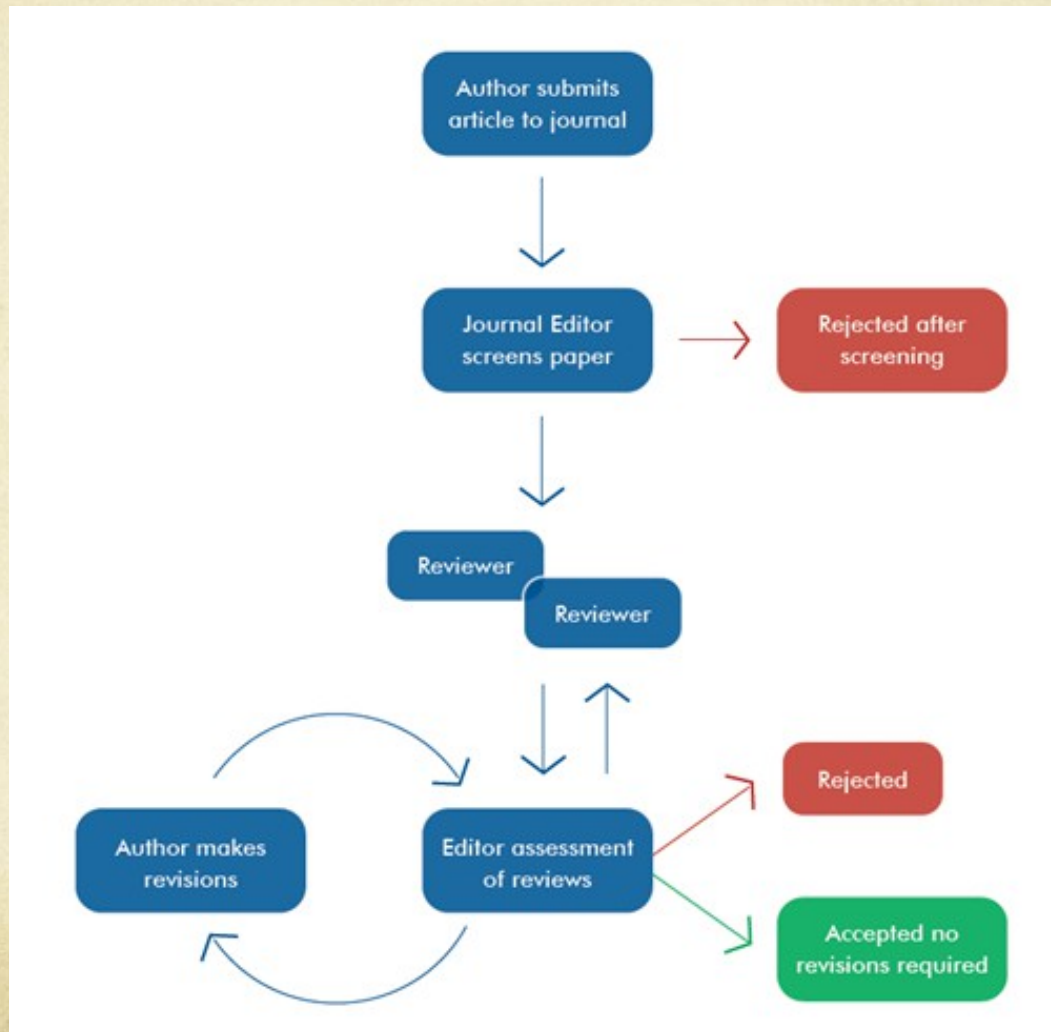 Author submits
article to journal
Journal Editor
screens paper
Rejected after
screening
Reviewer
Reviewer
Author makes
revisions
Editor assessment
of reviews
Rejected
Accepted no
revisions required